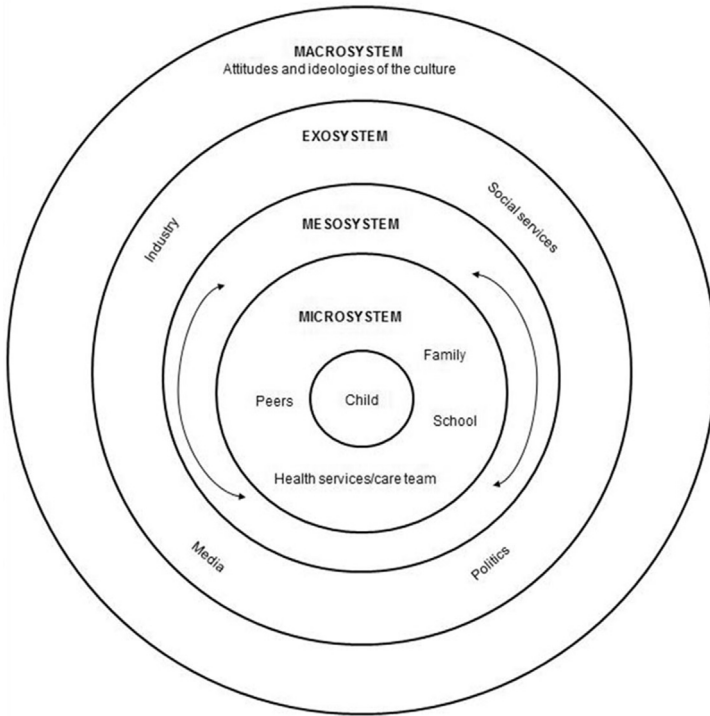 MACROSYSTEM
Attitudes and ideologies of the culture
EXOSYSTEM
Social services
Industry
MESOSYSTEM
MICROSYSTEM
Family
Peers
Child
School
Health services/care team
Media
Politics